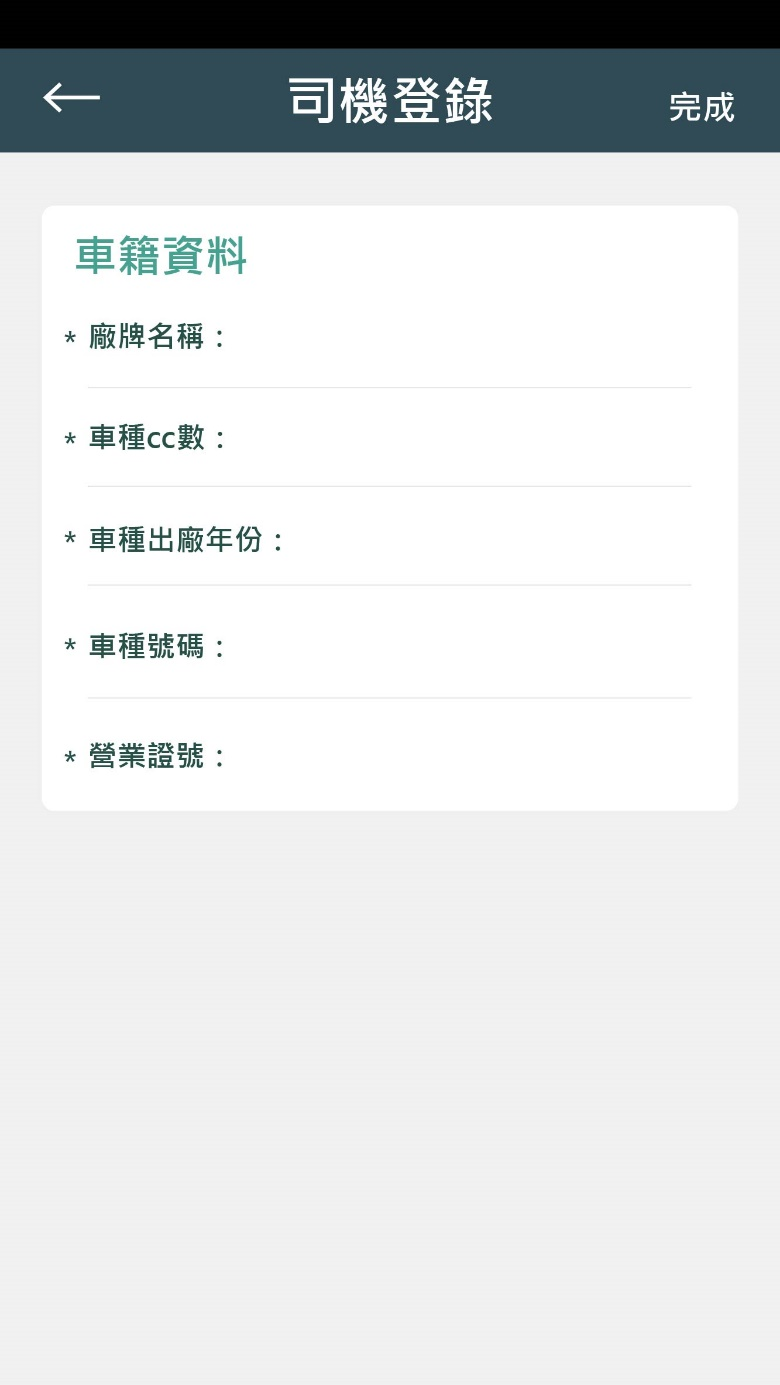 司機登錄
完成
車籍資料
* 廠牌名稱：
* 車種cc數：
* 車種出廠年份：
* 車種號碼：
* 營業證號：